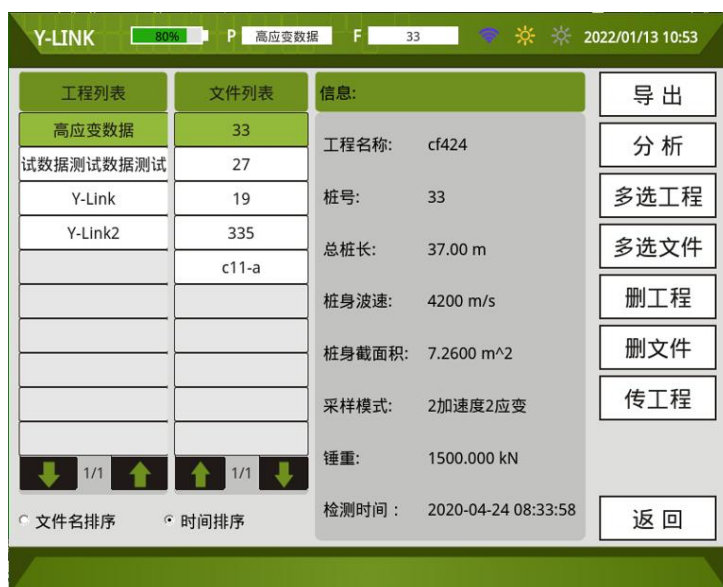 Y-LINK 80% P 高应变数据 F 33 2022/01/13 10:53
工程列表
高应变数据
试数据测试数据测试
Y-Link
Y-Link2
1/1
文件列表
33
27
19
335
c11-a
1/1
文件名排序 时间排序
信息:
工程名称: cf424
桩号: 33
总桩长: 37.00 m
桩身波速: 4200 m/s
桩身截面积: 7.2600 m^2
采样模式: 2加速度2应变
锤重: 1500.000 kN
检测时间： 2020-04-24 08:33:58
导出
分析
多选工程
多选文件
删工程
删文件
传工程
返回